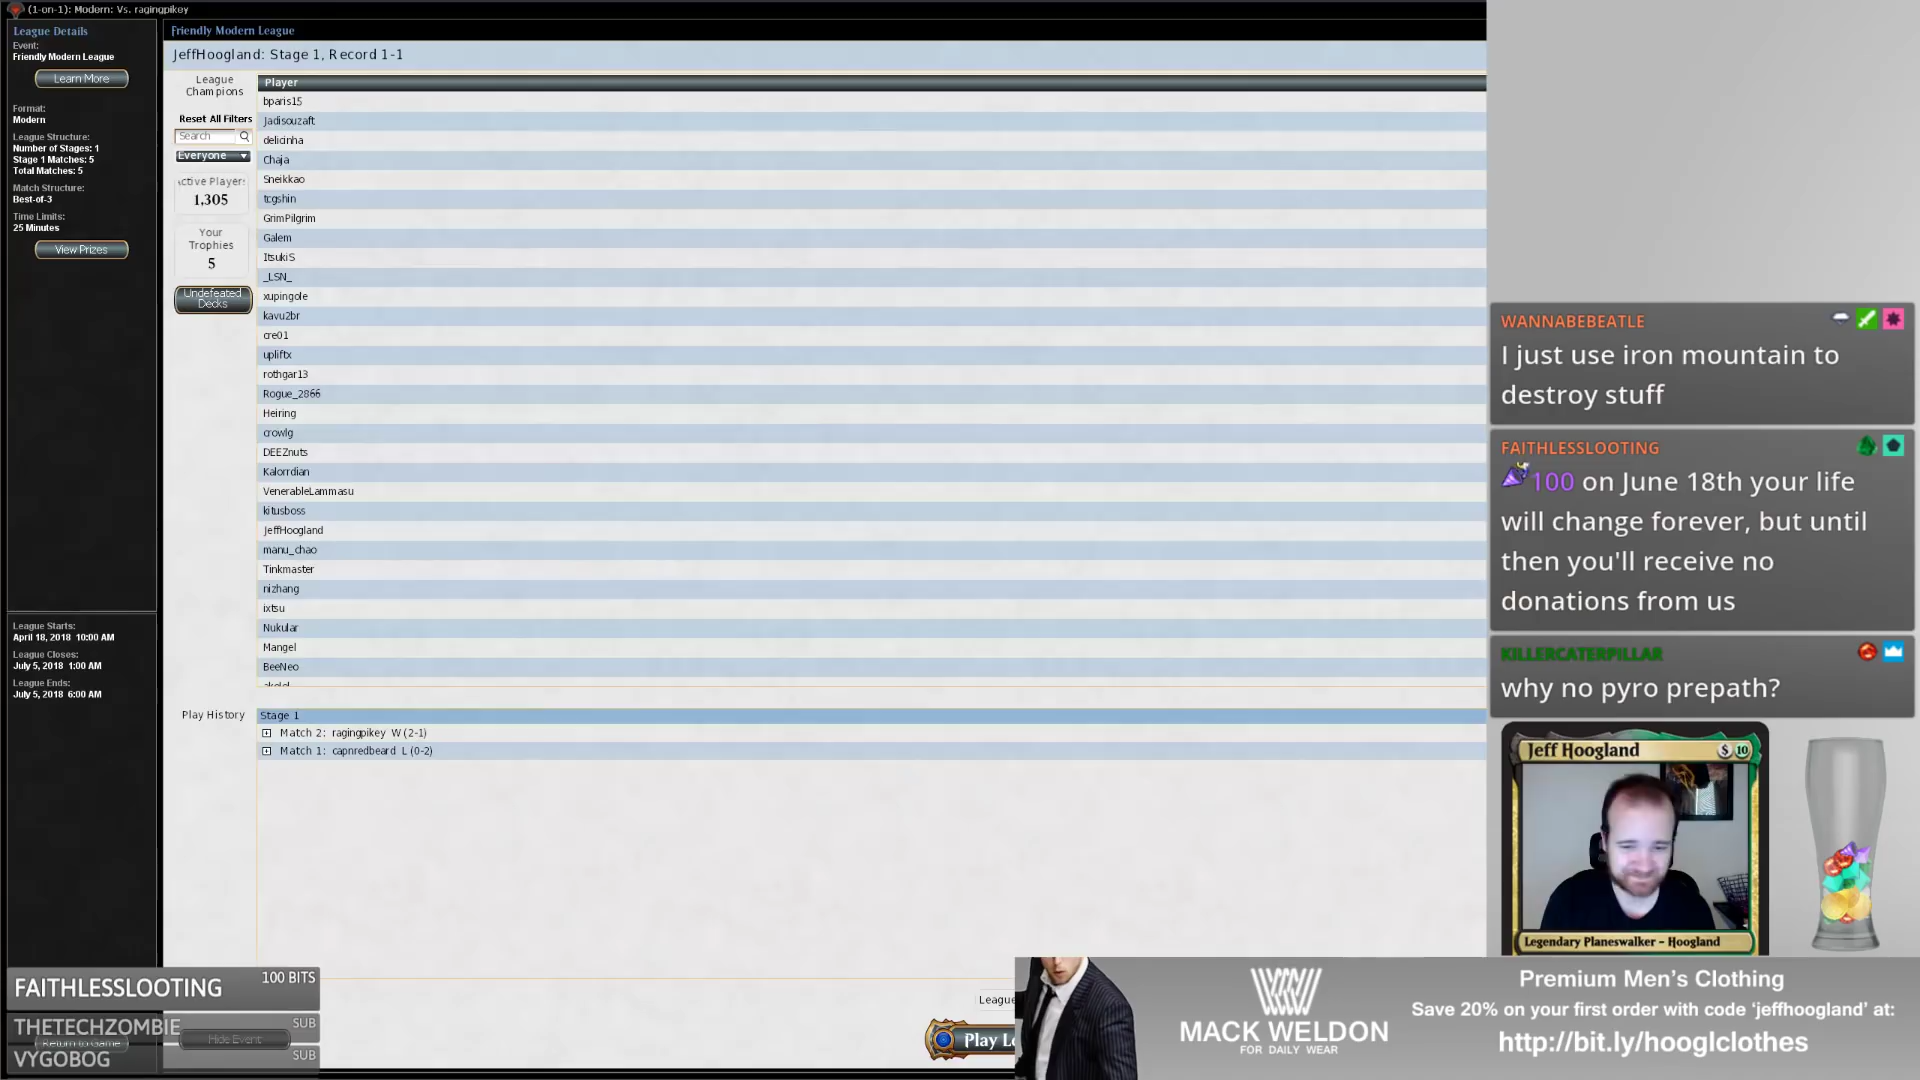 (1-on-1): Modern: Vs. ragingpikey
League Details
Event:
Friendly Modern League
Learn More
Format:
Modern
League Structure:
Number of Stages: 1
Stage 1 Matches: 5
Total Matches: 5
Match Structure:
Best-of-3
Time Limits:
25 Minutes
View Prizes
League Starts:
April 18, 2018 10:00 AM
League Closes:
July 5, 2018 1:00 AM
League Ends:
July 5, 2018 6:00 AM
Friendly Modern League
JeffHoogland: Stage 1, Record 1-1
League
Champions
Reset All Filters
Search
Everyone
Active Players
1,305
Your
Trophies
5
Undefeated
Decks
Player
bparis15
Jadisouzaft
delicinha
Chaja
Sneikkao
tcgshin
GrimPilgrim
Galem
ItsukiS
_LSN_
xupingole
kavu2br
cre01
upliftx
rothgar13
Rogue_2866
Heiring
crowlg
DEEZnuts
Kalorrdian
VenerableLammasu
kitusboss
JeffHoogland
manu_chao
Tinkmaster
nizhang
ixtsu
Nukular
Mangel
BeeNeo
Play History
Stage 1
Match 2: ragingpikey W (2-1)
Match 1: capnredbeard L (0-2)
League
Play Le
FAITHLESSLOOTING 100 BITS
THETECHZOMBIE SUB
Return to Game
Hide Event
VYGOBOG SUB
WANNABEBEATLE
I just use iron mountain to
destroy stuff
FAITHLESSLOOTING
100 on June 18th your life
will change forever, but until
then you'll receive no
donations from us
KILLERCATERPILLAR
why no pyro prepath?
Jeff Hoogland $ 10
Legendary Planeswalker – Hoogland
MACK WELDON
FOR DAILY WEAR
Premium Men's Clothing
Save 20% on your first order with code ‘jeffhoogland’ at:
http://bit.ly/hooglclothes